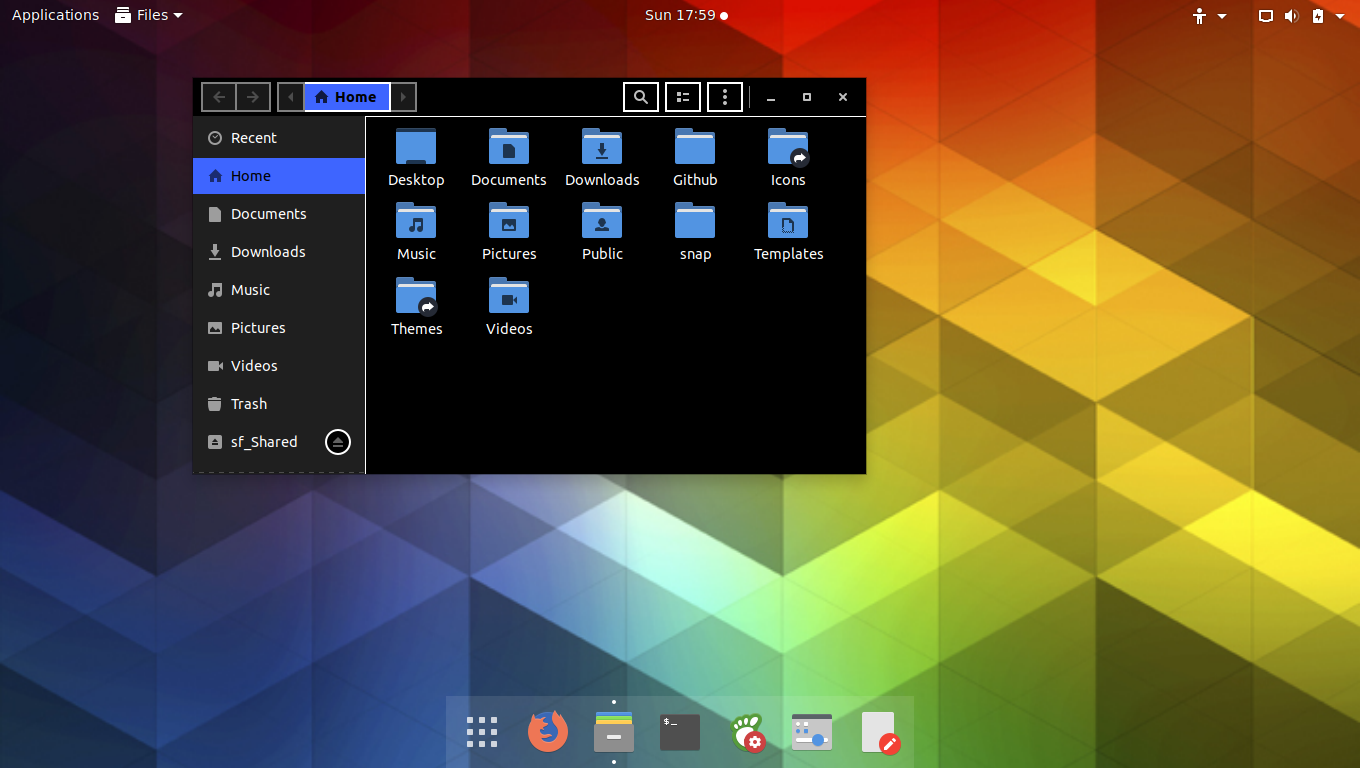 Applications Files Sun 17:59
Home
Recent
Home
Documents
Downloads
Music
Pictures
Videos
Trash
sf_Shared
Desktop Documents Downloads Github Icons
Music Pictures Public snap Templates
Themes Videos
$_